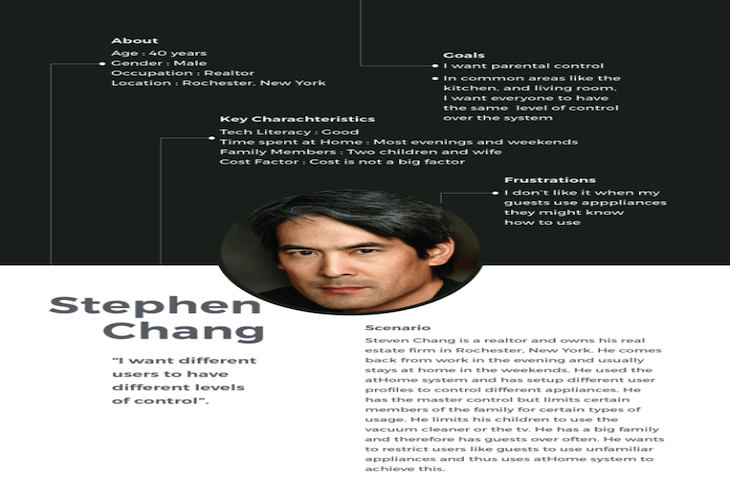 About
Age : 40 years
Gender : Male
Occupation : Realtor
Location : Rochester, New York
Goals
I want parental control
In common areas like the
kitchen, and living room,
I want everyone to have
the same level of control
over the system
Key Charachteristics
Tech Literacy : Good
Time spent at Home : Most evenings and weekends
Family Members : Two children and wife
Cost Factor : Cost is not a big factor
Frustrations
I don't like it when my
guests use apppliances
they might know
how to use
Stephen
Chang
"I want different
users to have
different levels
of control".
Scenario
Steven Chang is a realtor and owns his real
estate firm in Rochester, New York. He comes
back from work in the evening and usually
stays at home in the weekends. He used the
atHome system and has setup different user
profiles to control different appliances. He
has the master control but limits certain
members of the family for certain types of
usage. He limits his children to use the
vacuum cleaner or the tv. He has a big family
and therefore has guests over often. He wants
to restrict users like guests to use unfamiliar
appliances and thus uses atHome system to
achieve this.